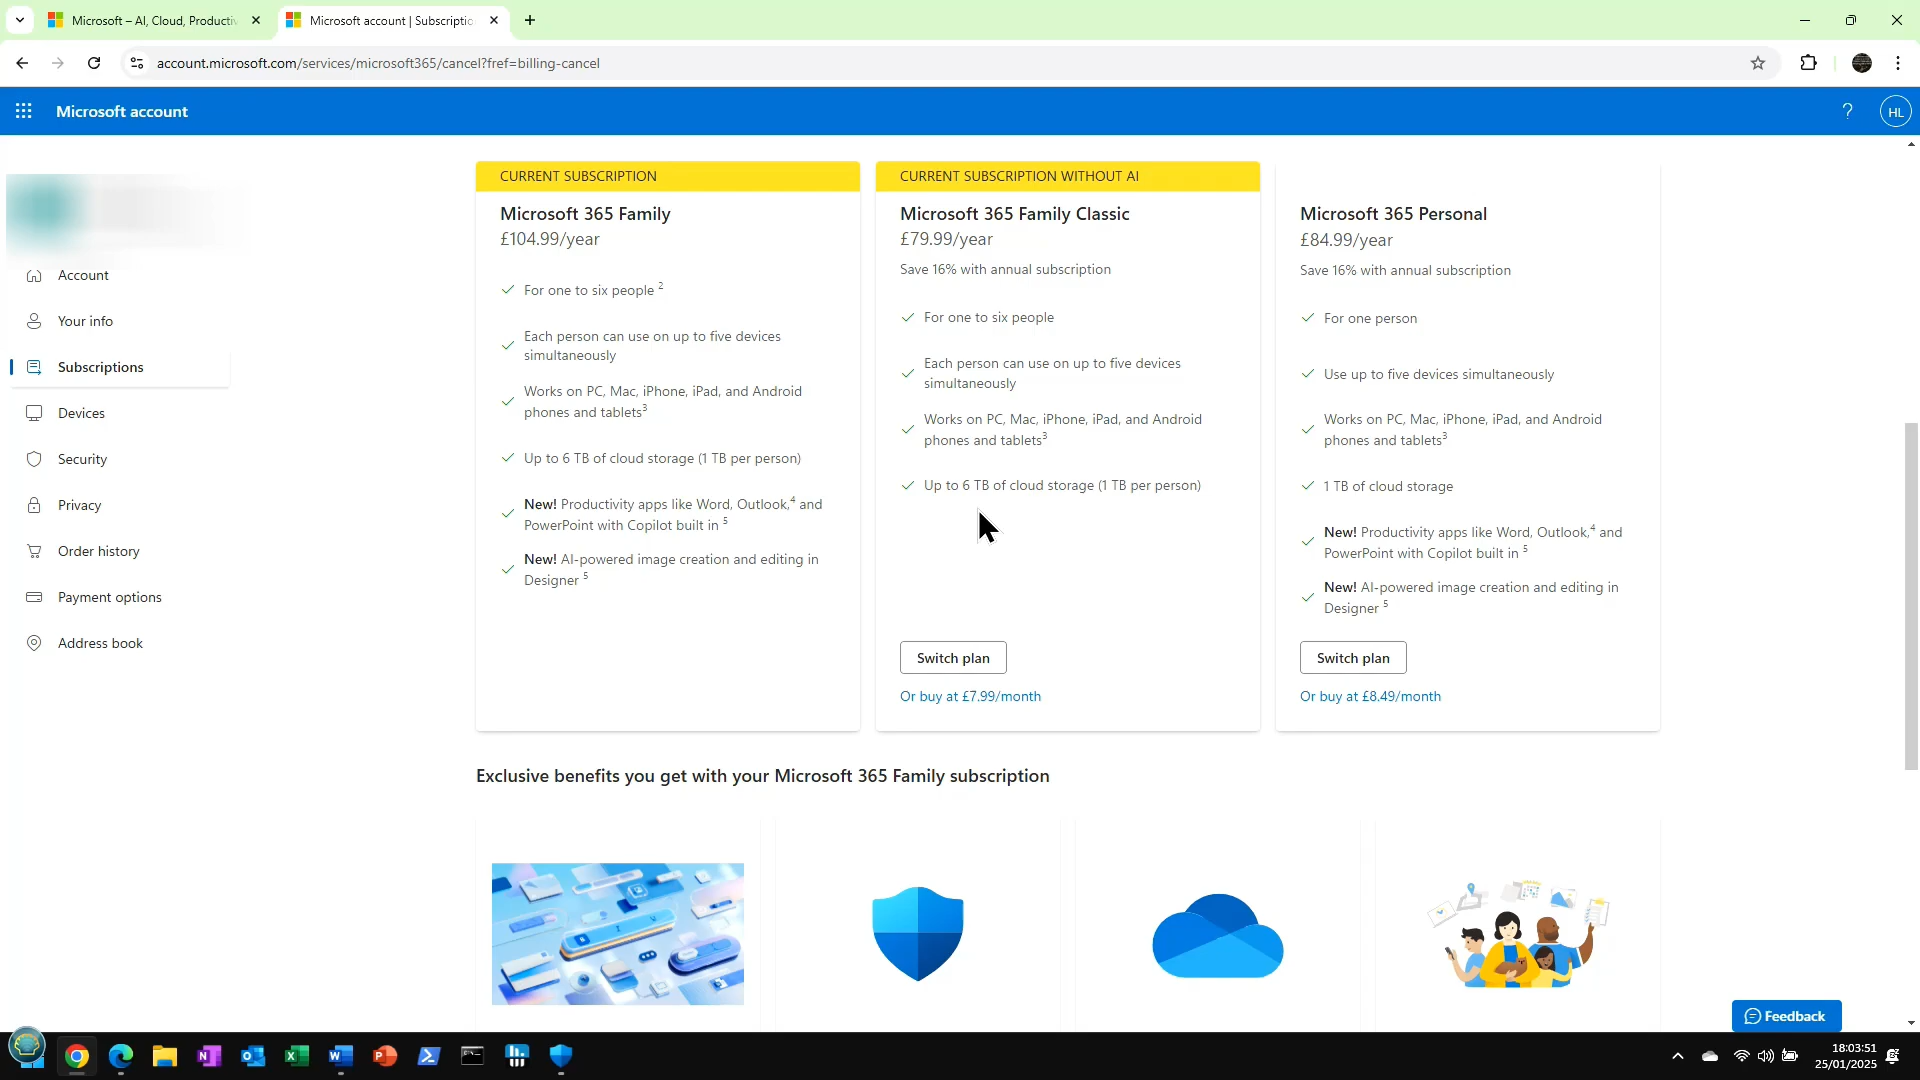 Microsoft – AI, Cloud, Productiv
Microsoft account | Subscriptio
account.microsoft.com/services/microsoft365/cancel?fref=billing-cancel
Microsoft account
?
HL
Account
Your info
Subscriptions
Devices
Security
Privacy
Order history
Payment options
Address book
CURRENT SUBSCRIPTION
Microsoft 365 Family
£104.99/year
For one to six people 2
Each person can use on up to five devices
simultaneously
Works on PC, Mac, iPhone, iPad, and Android
phones and tablets3
Up to 6 TB of cloud storage (1 TB per person)
New! Productivity apps like Word, Outlook,4 and
PowerPoint with Copilot built in 5
New! AI-powered image creation and editing in
Designer 5
CURRENT SUBSCRIPTION WITHOUT AI
Microsoft 365 Family Classic
£79.99/year
Save 16% with annual subscription
For one to six people
Each person can use on up to five devices
simultaneously
Works on PC, Mac, iPhone, iPad, and Android
phones and tablets3
Up to 6 TB of cloud storage (1 TB per person)
Switch plan
Or buy at £7.99/month
Microsoft 365 Personal
£84.99/year
Save 16% with annual subscription
For one person
Use up to five devices simultaneously
Works on PC, Mac, iPhone, iPad, and Android
phones and tablets3
1 TB of cloud storage
New! Productivity apps like Word, Outlook,4 and
PowerPoint with Copilot built in 5
New! AI-powered image creation and editing in
Designer 5
Switch plan
Or buy at £8.49/month
Exclusive benefits you get with your Microsoft 365 Family subscription
Feedback
18:03:51
25/01/2025